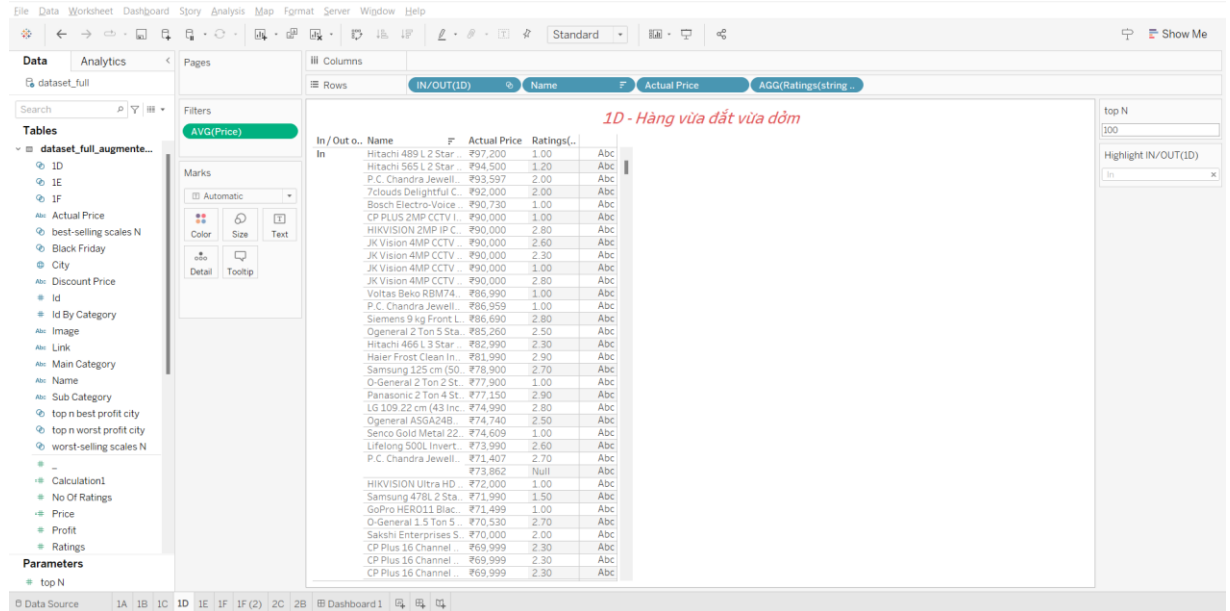 File Data Worksheet Dashboard Story Analysis Map Format Server Window Help
Standard
Show Me
Data Analytics
dataset_full
Search
Tables
dataset_full_augmente...
1D
1E
1F
Abc Actual Price
best-selling scales N
Black Friday
City
Abc Discount Price
# Id
# Id By Category
Abc Image
Abc Link
Abc Main Category
Abc Name
Abc Sub Category
top n best profit city
top n worst profit city
worst-selling scales N
# _
Calculation1
# No Of Ratings
Price
# Profit
# Ratings
Parameters
# top N
Pages
Filters
AVG(Price)
Marks
Automatic
Color Size Text
Detail Tooltip
Columns
Rows IN/OUT(1D) Name Actual Price AGG(Ratings(string ..
1D - Hàng vừa đắt vừa dởm
In / Out o.. Name Actual Price Ratings(..
In Hitachi 489 L 2 Star .. ₹97,200 1.00 Abc
Hitachi 565 L 2 Star .. ₹94,500 1.20 Abc
P.C. Chandra Jewell.. ₹93,597 2.00 Abc
7clouds Delightful C.. ₹92,000 2.00 Abc
Bosch Electro-Voice .. ₹90,730 1.00 Abc
CP PLUS 2MP CCTV I.. ₹90,000 1.00 Abc
HIKVISION 2MP IP C.. ₹90,000 2.80 Abc
JK Vision 4MP CCTV .. ₹90,000 2.60 Abc
JK Vision 4MP CCTV .. ₹90,000 2.30 Abc
JK Vision 4MP CCTV .. ₹90,000 1.00 Abc
JK Vision 4MP CCTV .. ₹90,000 2.80 Abc
Voltas Beko RBM74.. ₹86,990 1.00 Abc
P.C. Chandra Jewell.. ₹86,959 1.00 Abc
Siemens 9 kg Front L.. ₹86,690 2.80 Abc
Ogeneral 2 Ton 5 Sta.. ₹85,260 2.50 Abc
Hitachi 466 L 3 Star .. ₹82,990 2.30 Abc
Haier Frost Clean In.. ₹81,990 2.90 Abc
Samsung 125 cm (50.. ₹78,900 2.70 Abc
O-General 2 Ton 2 St.. ₹77,900 1.00 Abc
Panasonic 2 Ton 4 St.. ₹77,150 2.90 Abc
LG 109.22 cm (43 Inc.. ₹74,990 2.80 Abc
Ogeneral ASGA24B.. ₹74,740 2.50 Abc
Senco Gold Metal 22.. ₹74,609 1.00 Abc
Lifelong 500L Invert.. ₹73,990 2.60 Abc
P.C. Chandra Jewell.. ₹71,407 2.70 Abc
₹73,862 Null Abc
HIKVISION Ultra HD .. ₹72,000 1.00 Abc
Samsung 478L 2 Sta.. ₹71,990 1.50 Abc
GoPro HERO11 Blac.. ₹71,499 1.00 Abc
O-General 1.5 Ton 5 .. ₹70,530 2.70 Abc
Sakshi Enterprises S.. ₹70,000 2.00 Abc
CP Plus 16 Channel .. ₹69,999 2.30 Abc
CP Plus 16 Channel .. ₹69,999 2.30 Abc
CP Plus 16 Channel .. ₹69,999 2.30 Abc
top N
100
Highlight IN/OUT(1D)
In
Data Source 1A 1B 1C 1D 1E 1F 1F (2) 2C 2B Dashboard 1